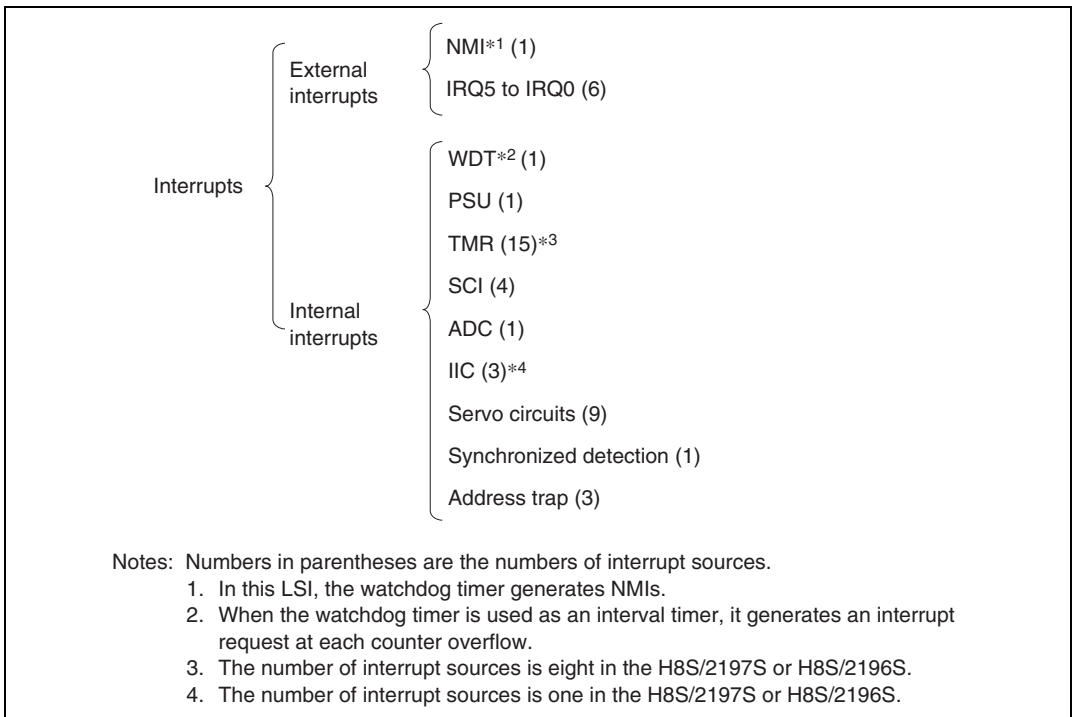 NMI*1 (1)
External
interrupts
IRQ5 to IRQ0 (6)
WDT*2 (1)
Interrupts
PSU (1)
TMR (15)*3
SCI (4)
Internal
interrupts
ADC (1)
IIC (3)*4
Servo circuits (9)
Synchronized detection (1)
Address trap (3)
Notes: Numbers in parentheses are the numbers of interrupt sources.
1. In this LSI, the watchdog timer generates NMIs.
2. When the watchdog timer is used as an interval timer, it generates an interrupt
request at each counter overflow.
3. The number of interrupt sources is eight in the H8S/2197S or H8S/2196S.
4. The number of interrupt sources is one in the H8S/2197S or H8S/2196S.